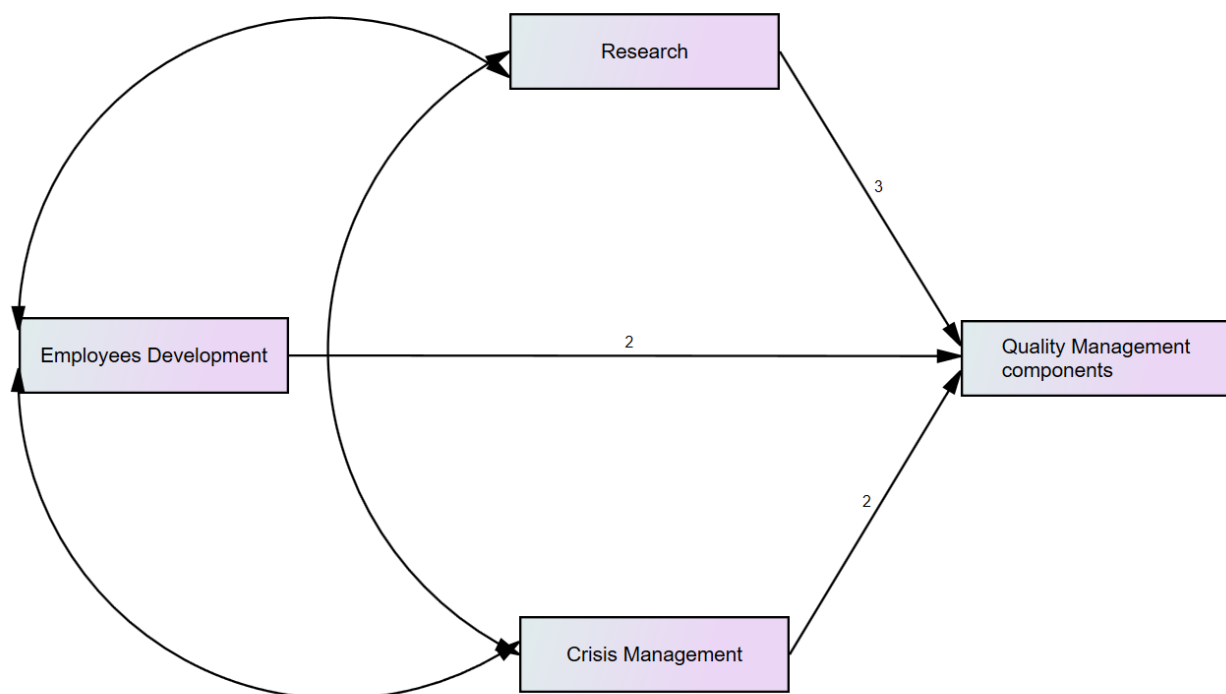 Research
3
Employees Development
2
Quality Management
components
2
Crisis Management